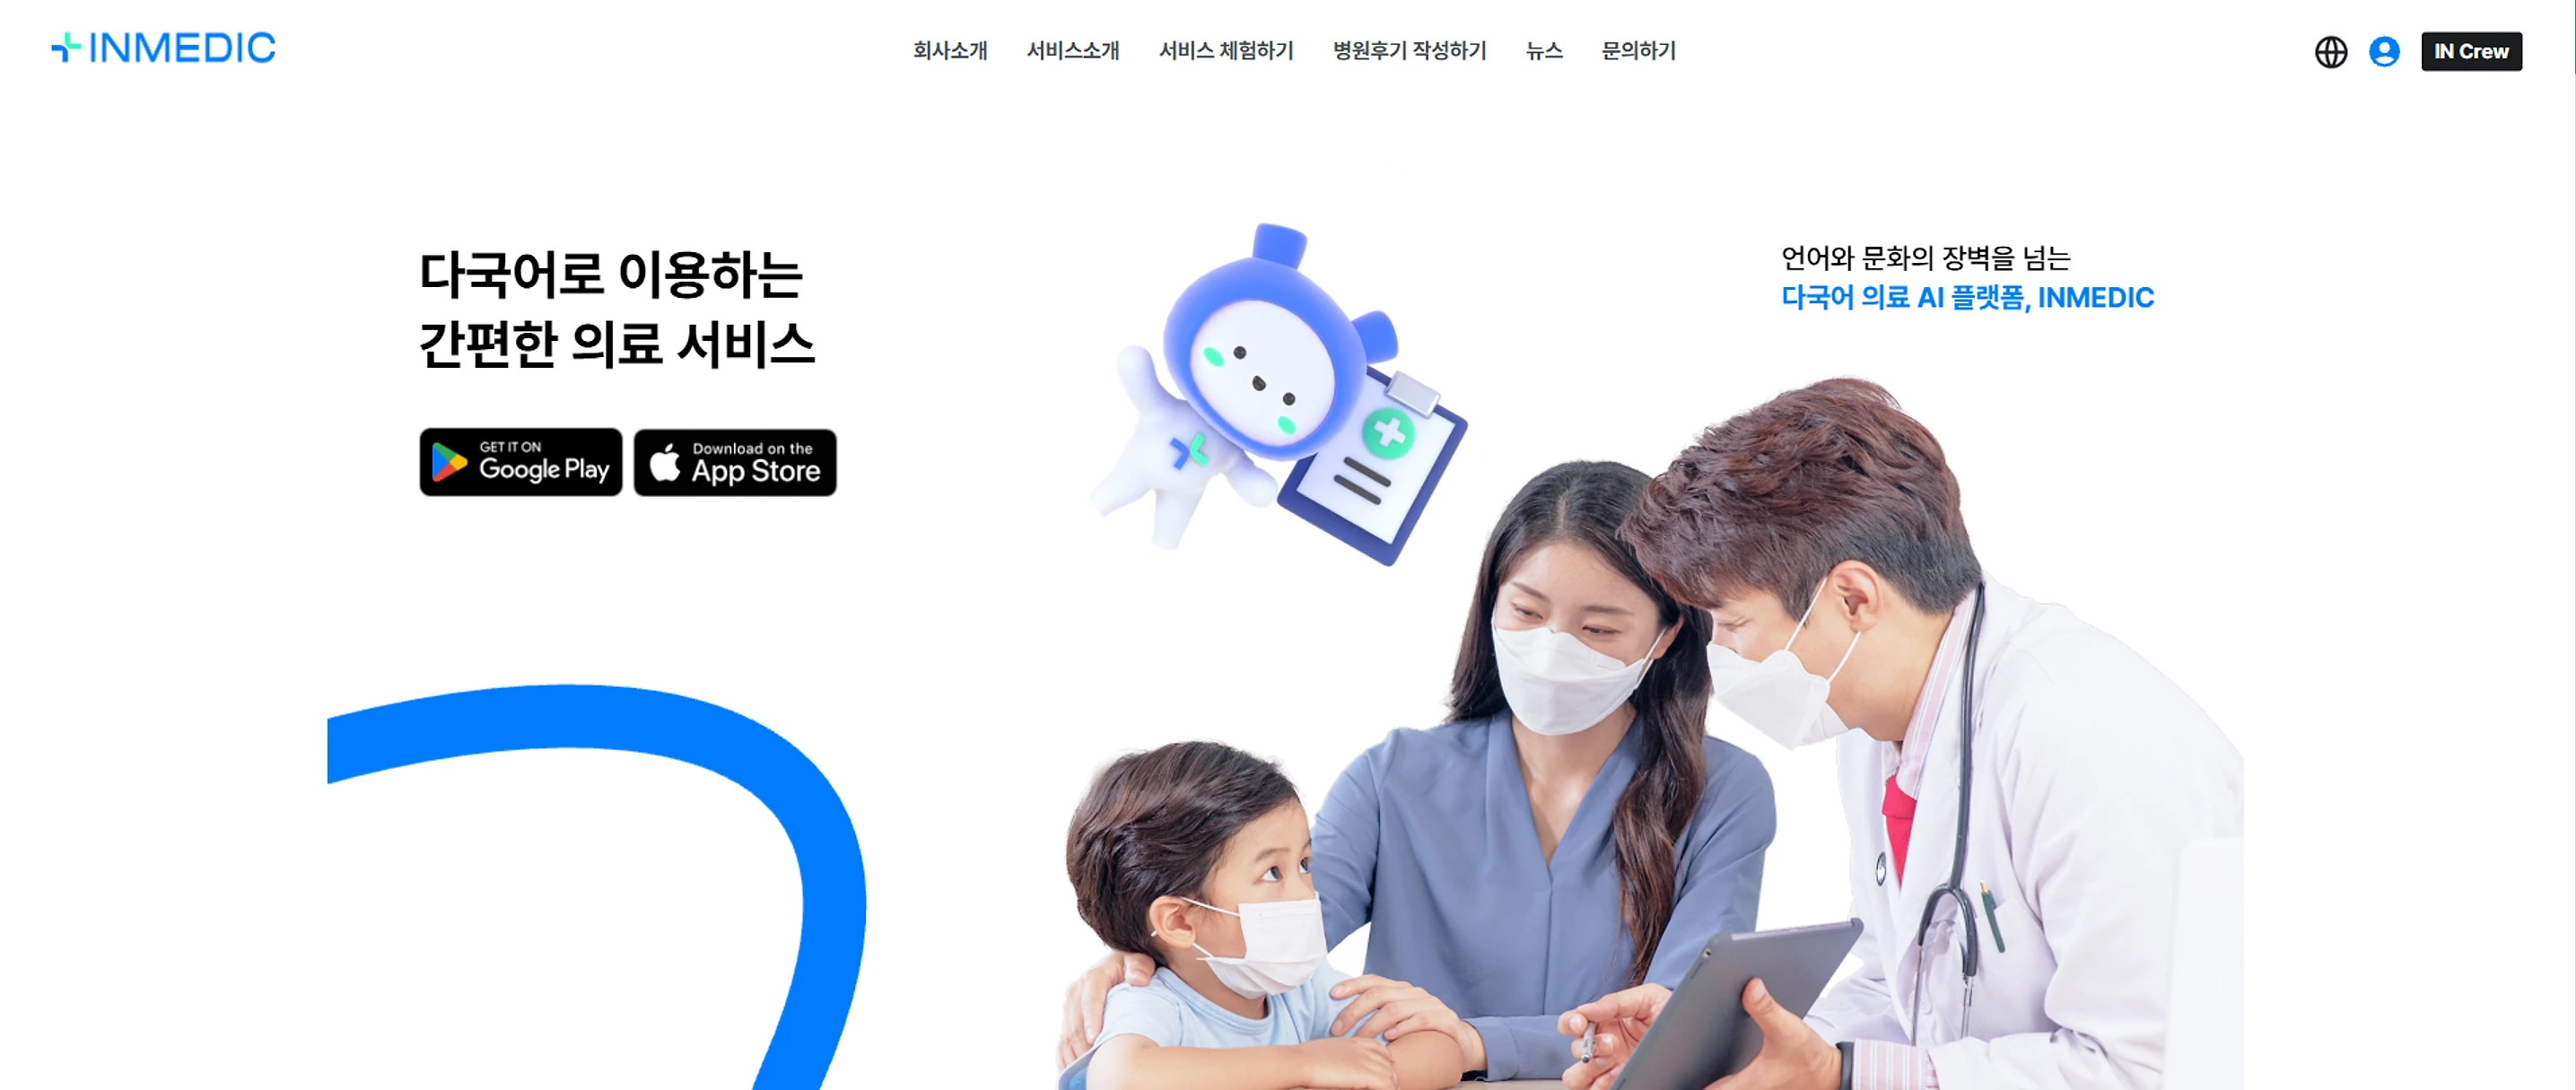 INMEDIC
회사소개
서비스소개
서비스 체험하기
병원후기 작성하기
뉴스
문의하기
IN Crew
다국어로 이용하는
간편한 의료 서비스
언어와 문화의 장벽을 넘는
다국어 의료 AI 플랫폼, INMEDIC
GET IT ON
Google Play
Download on the
App Store